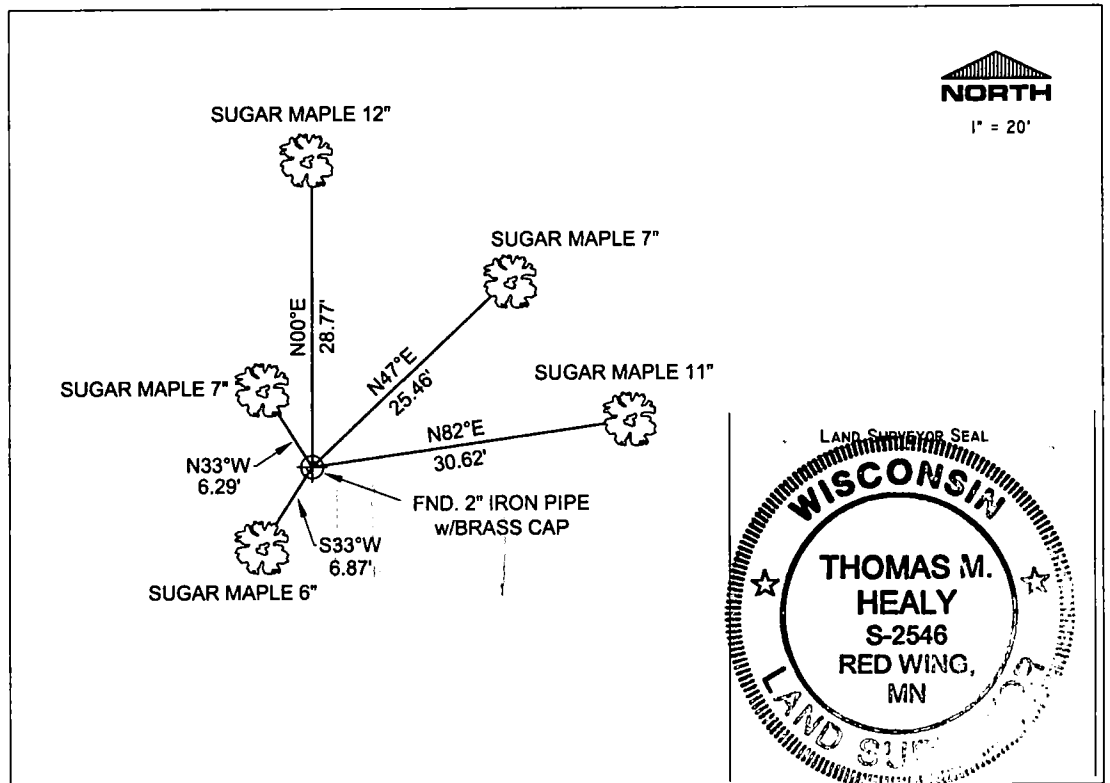 NORTH
1" = 20'
SUGAR MAPLE 12"
N00°E
28.77'
SUGAR MAPLE 7"
N47°E
25.46'
SUGAR MAPLE 11"
N82°E
30.62'
SUGAR MAPLE 7"
N33°W
6.29'
FND. 2" IRON PIPE
w/BRASS CAP
S33°W
6.87'
SUGAR MAPLE 6"
LAND SURVEYOR SEAL
WISCONSIN
THOMAS M.
HEALY
S-2546
RED WING,
MN
LAND